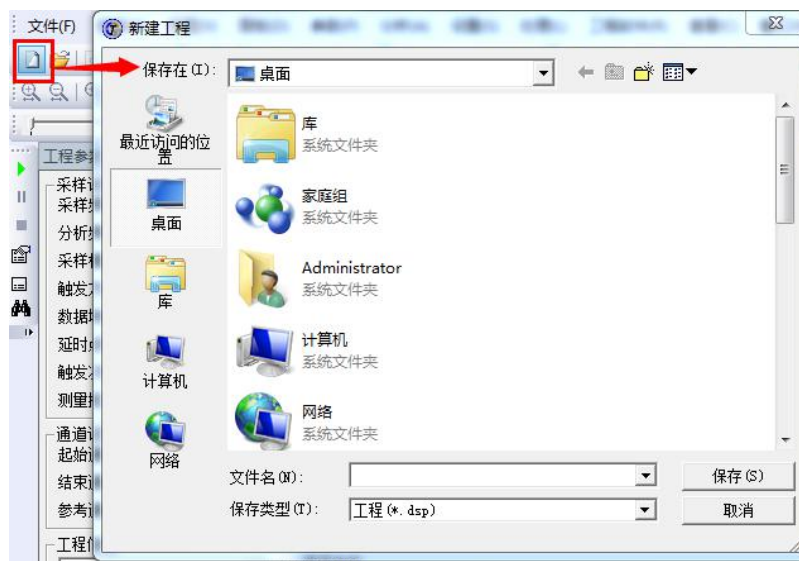 文件(F)
新建工程
保存在(I):
桌面
最近访问的位置
桌面
库
计算机
网络
库
系统文件夹
家庭组
系统文件夹
Administrator
系统文件夹
计算机
系统文件夹
网络
系统文件夹
文件名(N):
保存(S)
保存类型(T):
工程(*.dsp)
取消
工程参
采样
采样
分析
采样
触发
数据
延时
触发
测量
通道
起始
结束
参考
工程